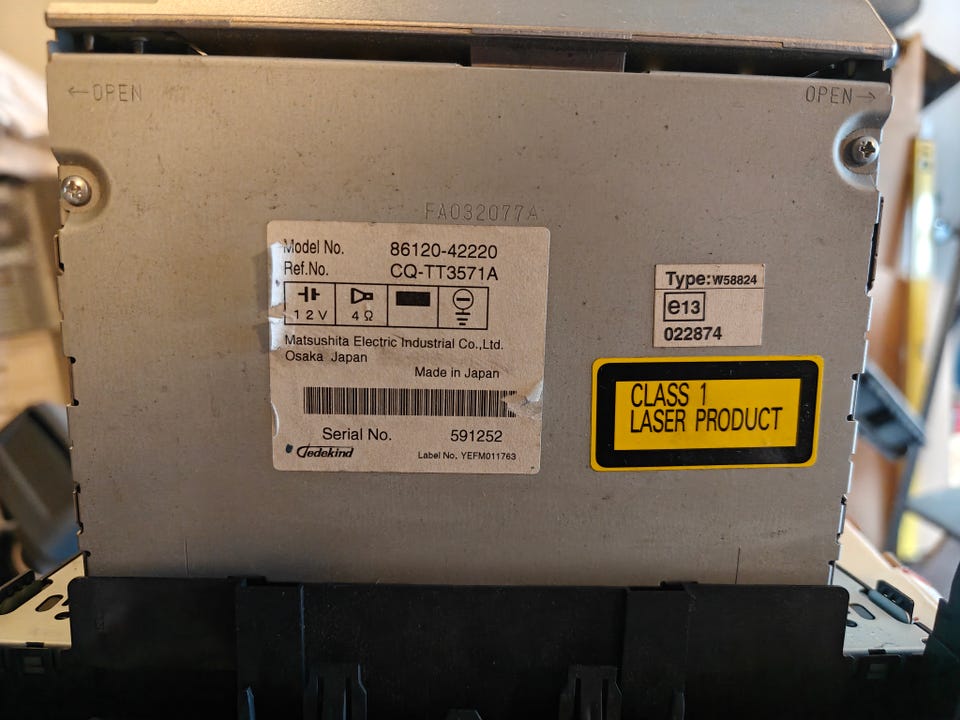 ←OPEN
OPEN→
FA032077A
Model No. 86120-42220
Ref.No. CQ-TT3571A
12V 4Ω
Matsushita Electric Industrial Co.,Ltd.
Osaka Japan
Made in Japan
Serial No. 591252
Jedekind Label No. YEFM011763
Type:W58824
e13
022874
CLASS 1
LASER PRODUCT